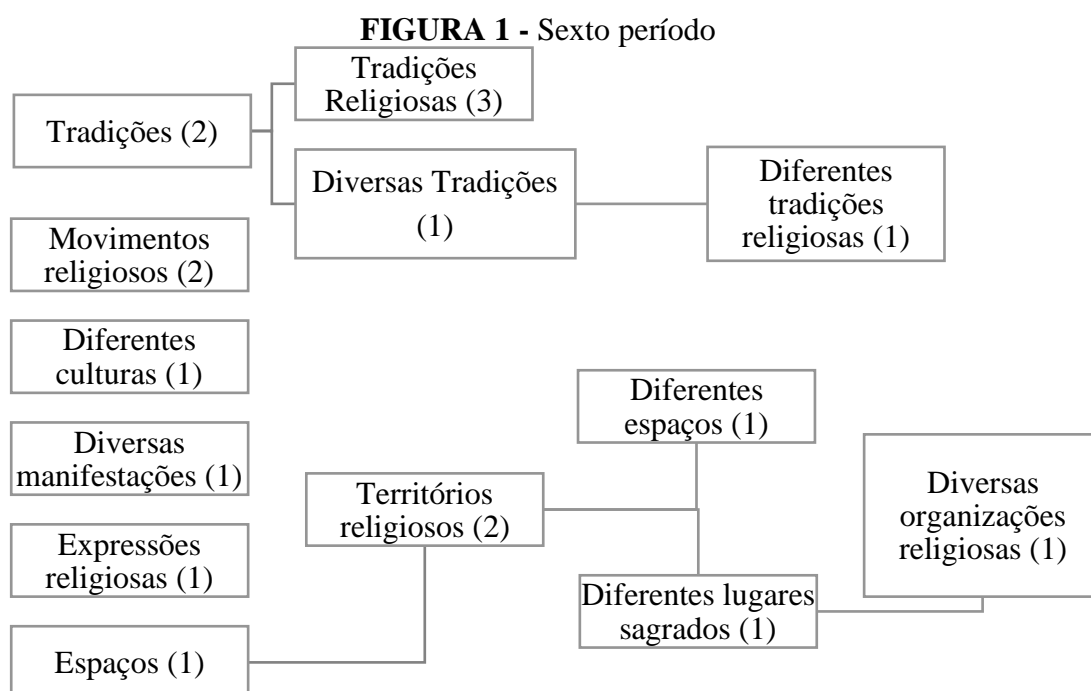 FIGURA 1 - Sexto período
Tradições (2)
Tradições
Religiosas (3)
Diversas Tradições
(1)
Diferentes
tradições
religiosas (1)
Movimentos
religiosos (2)
Diferentes
culturas (1)
Diversas
manifestações (1)
Expressões
religiosas (1)
Espaços (1)
Territórios
religiosos (2)
Diferentes
espaços (1)
Diferentes lugares
sagrados (1)
Diversas
organizações
religiosas (1)